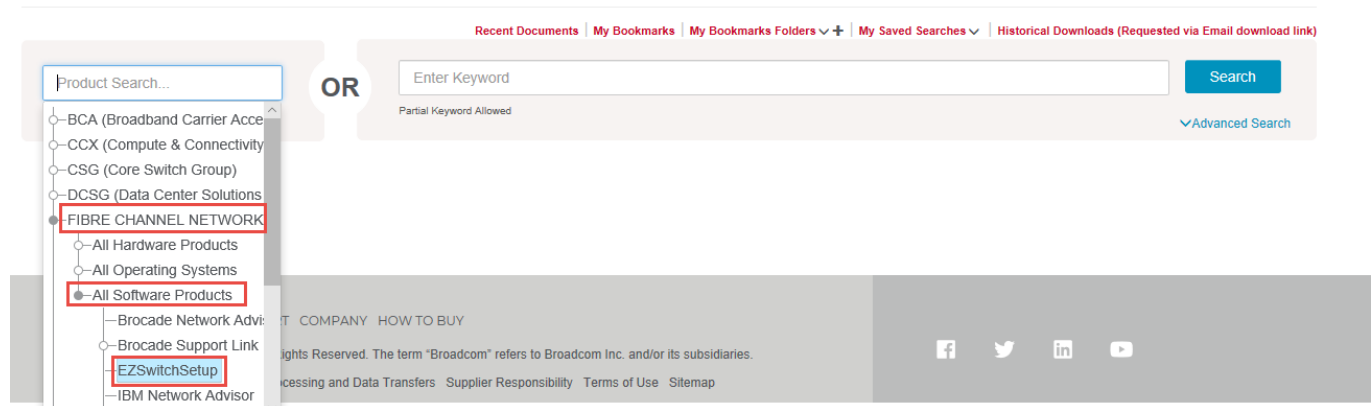 Recent Documents | My Bookmarks | My Bookmarks Folders | My Saved Searches | Historical Downloads (Requested via Email download link)
Product Search...
OR
Enter Keyword
Search
Partial Keyword Allowed
Advanced Search
BCA (Broadband Carrier Acce
CCX (Compute & Connectivity
CSG (Core Switch Group)
DCSG (Data Center Solutions
FIBRE CHANNEL NETWORK
All Hardware Products
All Operating Systems
All Software Products
Brocade Network Advi
Brocade Support Link
EZSwitchSetup
IBM Network Advisor
T COMPANY HOW TO BUY
ights Reserved. The term “Broadcom” refers to Broadcom Inc. and/or its subsidiaries.
cessing and Data Transfers Supplier Responsibility Terms of Use Sitemap